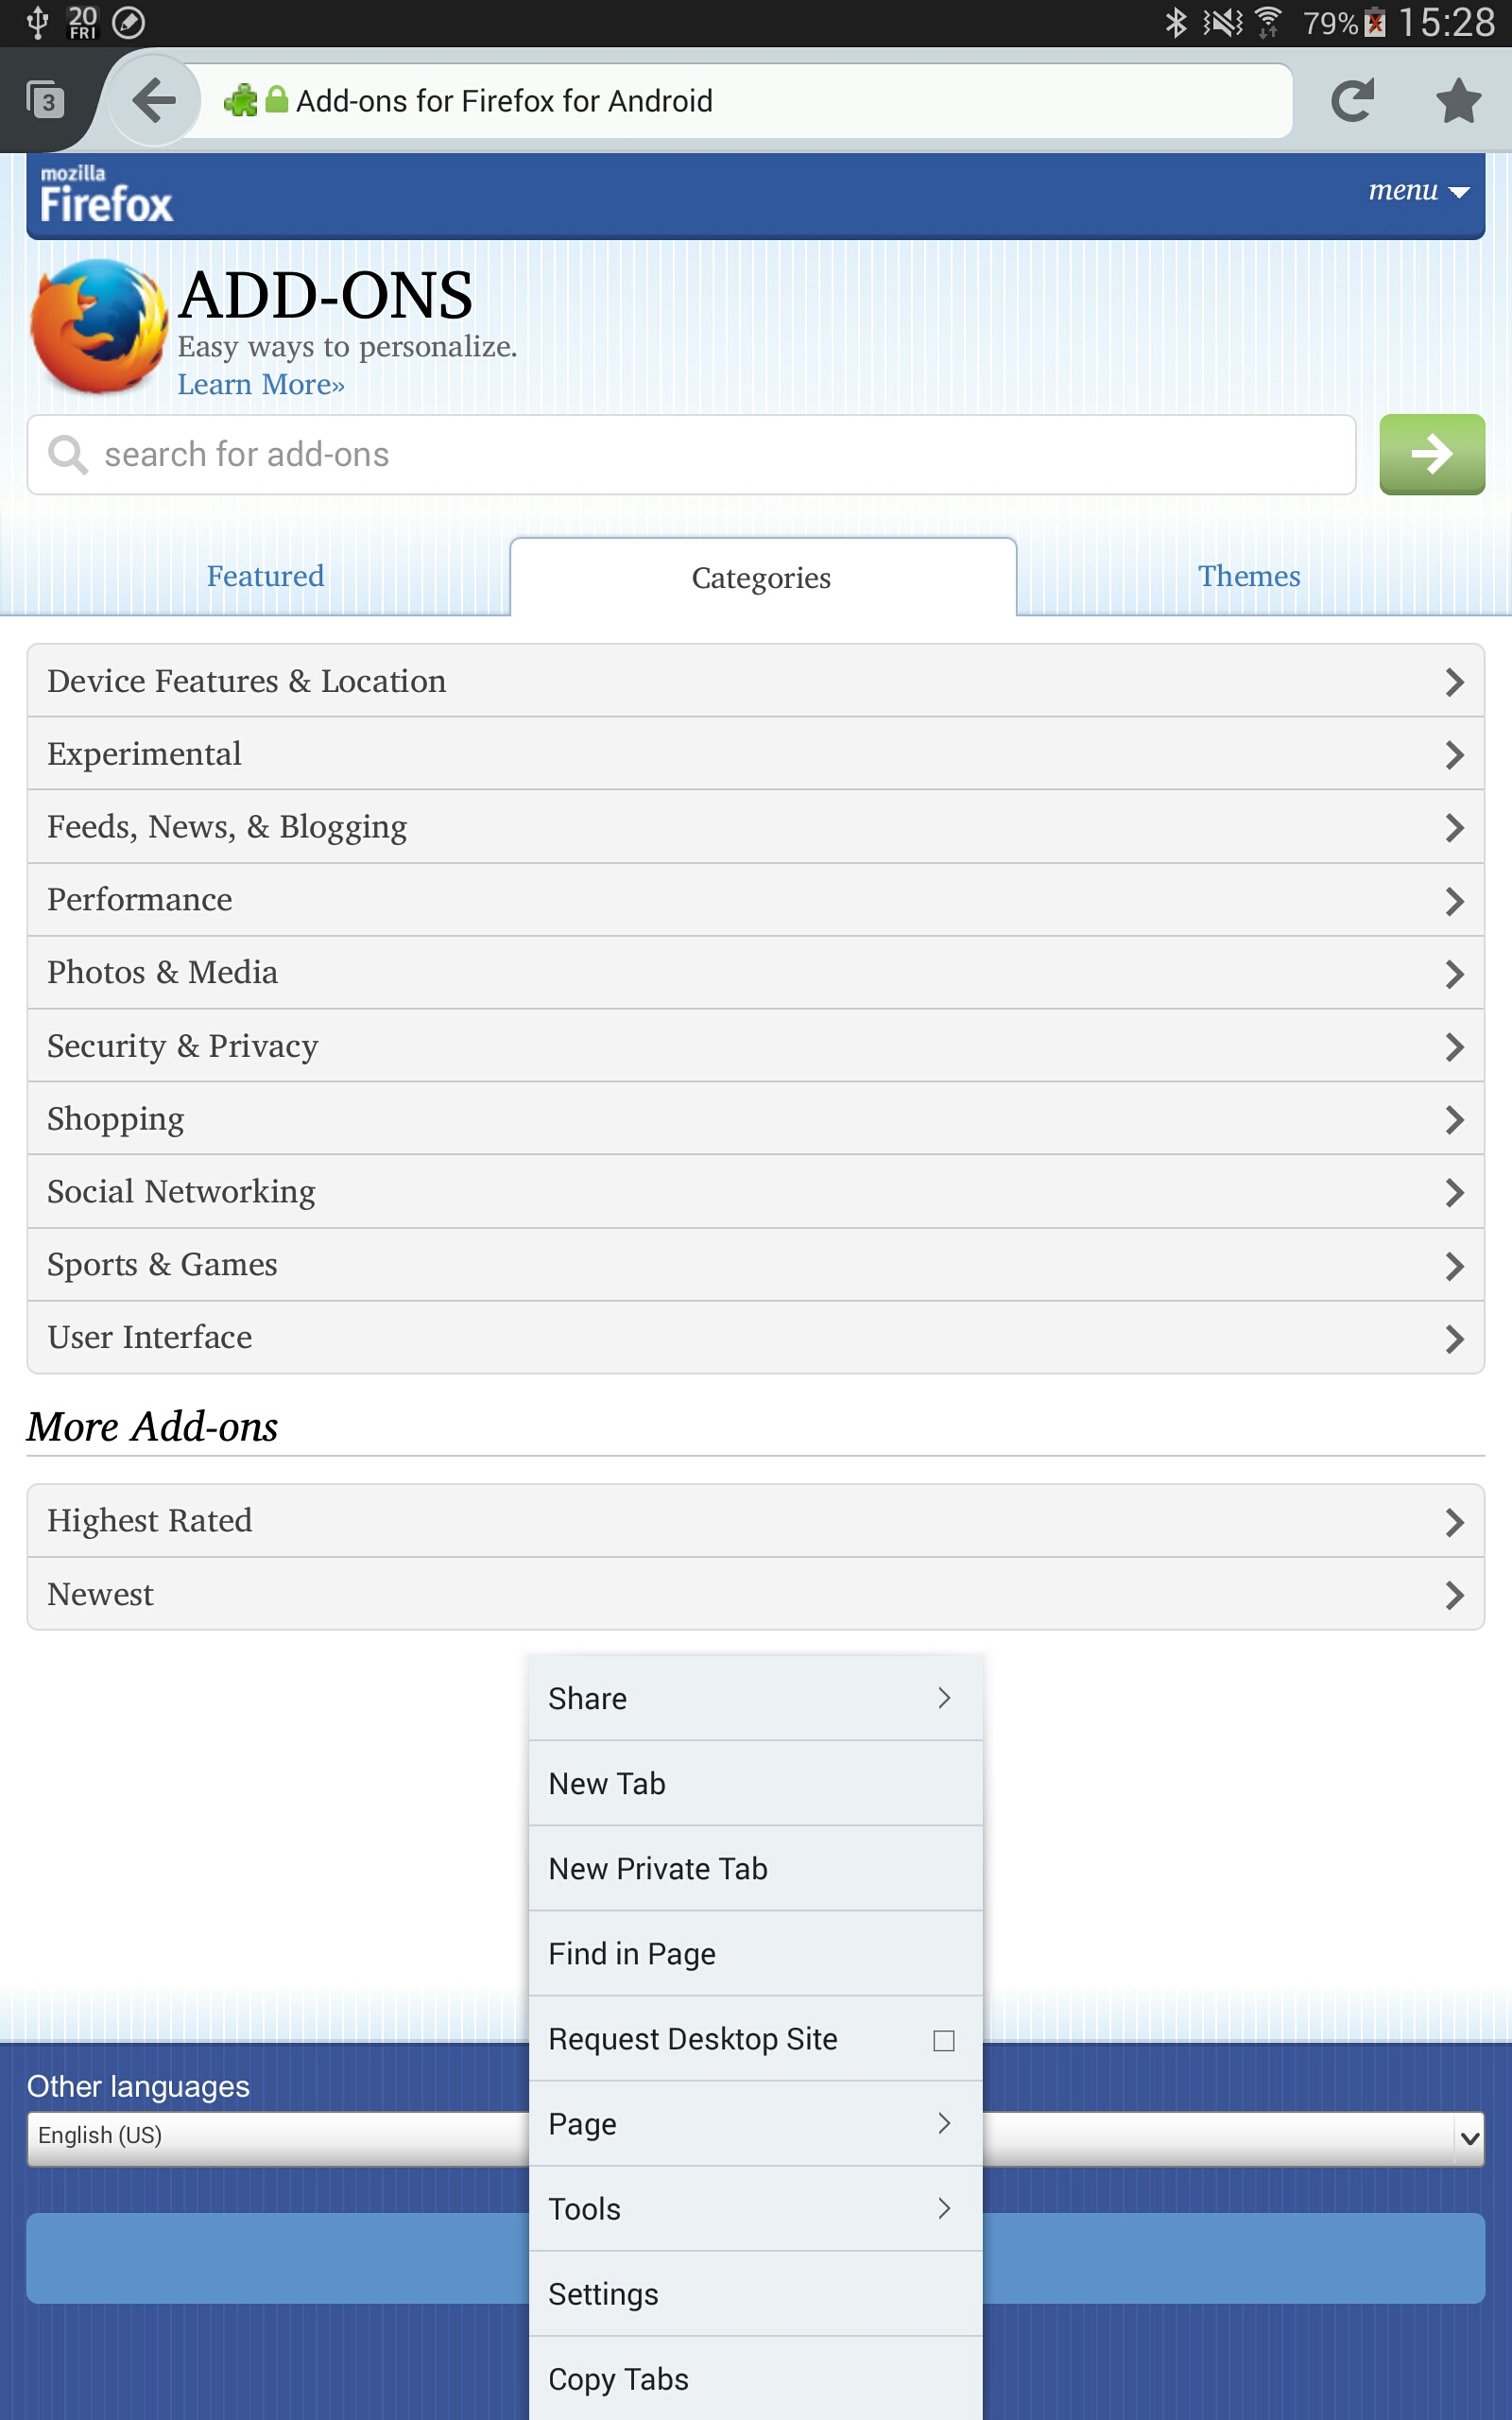 20
FRI
79% 15:28
3
Add-ons for Firefox for Android
mozilla
Firefox
menu
ADD-ONS
Easy ways to personalize.
Learn More»
search for add-ons
Featured
Categories
Themes
Device Features & Location
Experimental
Feeds, News, & Blogging
Performance
Photos & Media
Security & Privacy
Shopping
Social Networking
Sports & Games
User Interface
More Add-ons
Highest Rated
Newest
Share
New Tab
New Private Tab
Find in Page
Request Desktop Site
Page
Tools
Settings
Copy Tabs
Other languages
English (US)